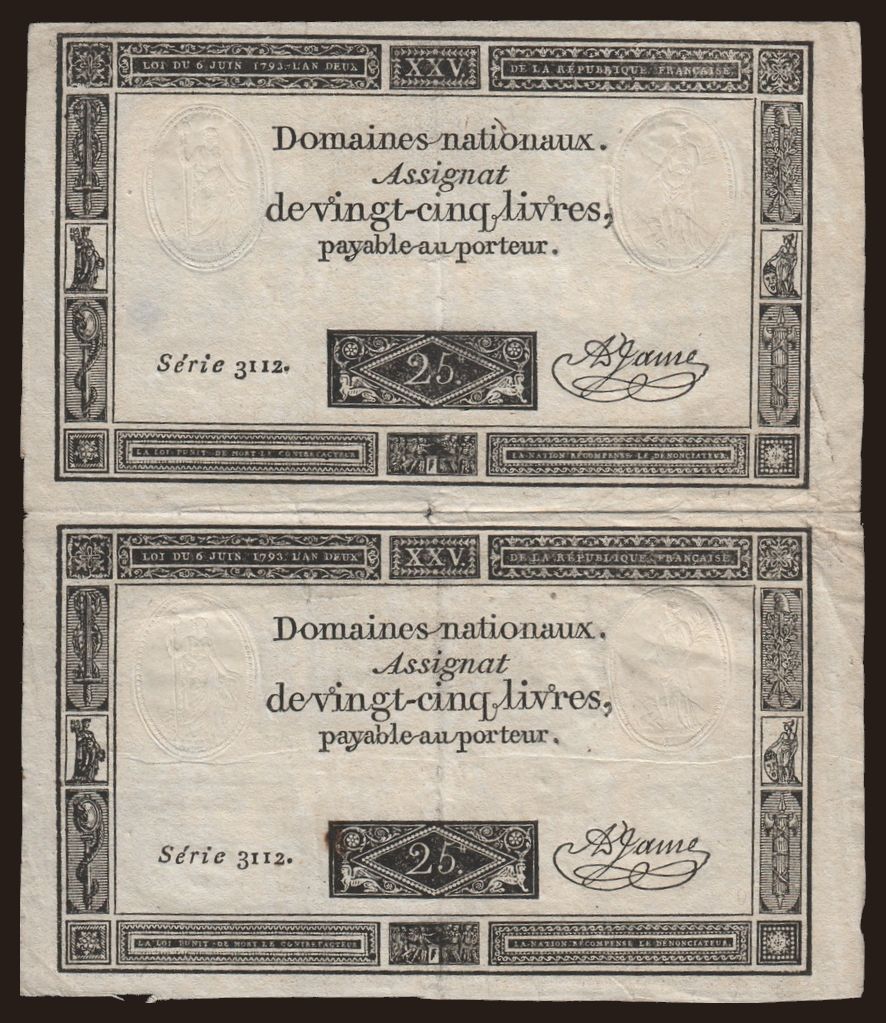 LOI DU 6 JUIN 1793. L'AN DEUX XXV. DE LA RÉPUBLIQUE FRANÇAISE.
Domaines nationaux.
Assignat
de vingt-cinq livres,
payable au porteur.
Série 3112. 25. A Jame
LA LOI PUNIT DE MORT LE CONTREFACTEUR LA NATION RÉCOMPENSE LE DÉNONCIATEUR.
LOI DU 6 JUIN 1793. L'AN DEUX XXV. DE LA RÉPUBLIQUE FRANÇAISE.
Domaines nationaux.
Assignat
de vingt-cinq livres,
payable au porteur.
Série 3112. 25. A Jame
LA LOI PUNIT DE MORT LE CONTREFACTEUR LA NATION RÉCOMPENSE LE DÉNONCIATEUR.